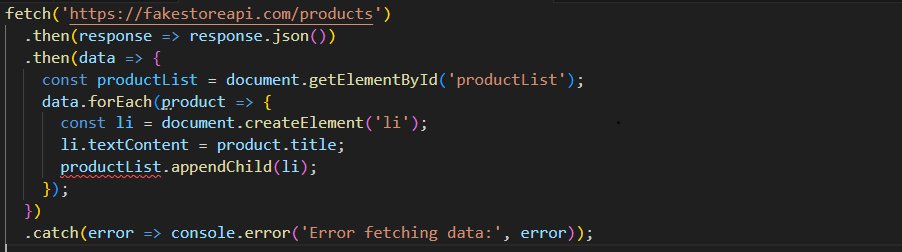 fetch('https://fakestoreapi.com/products')
  .then(response => response.json())
  .then(data => {
    const productList = document.getElementById('productList');
    data.forEach(product => {
      const li = document.createElement('li');
      li.textContent = product.title;
      productList.appendChild(li);
    });
  })
  .catch(error => console.error('Error fetching data:', error));